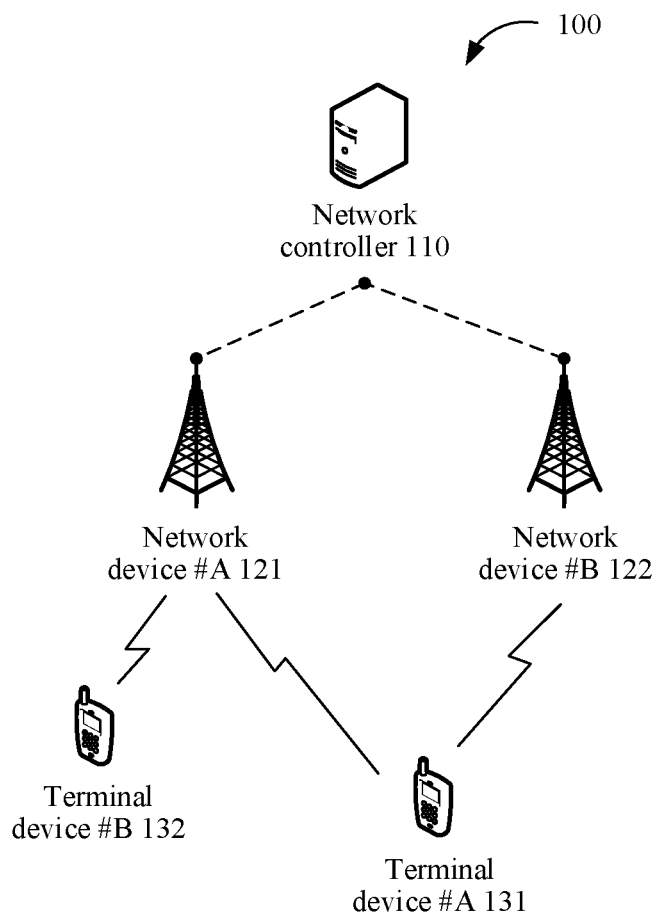 100
Network
controller 110
Network
device #A 121
Network
device #B 122
Terminal
device #B 132
Terminal
device #A 131